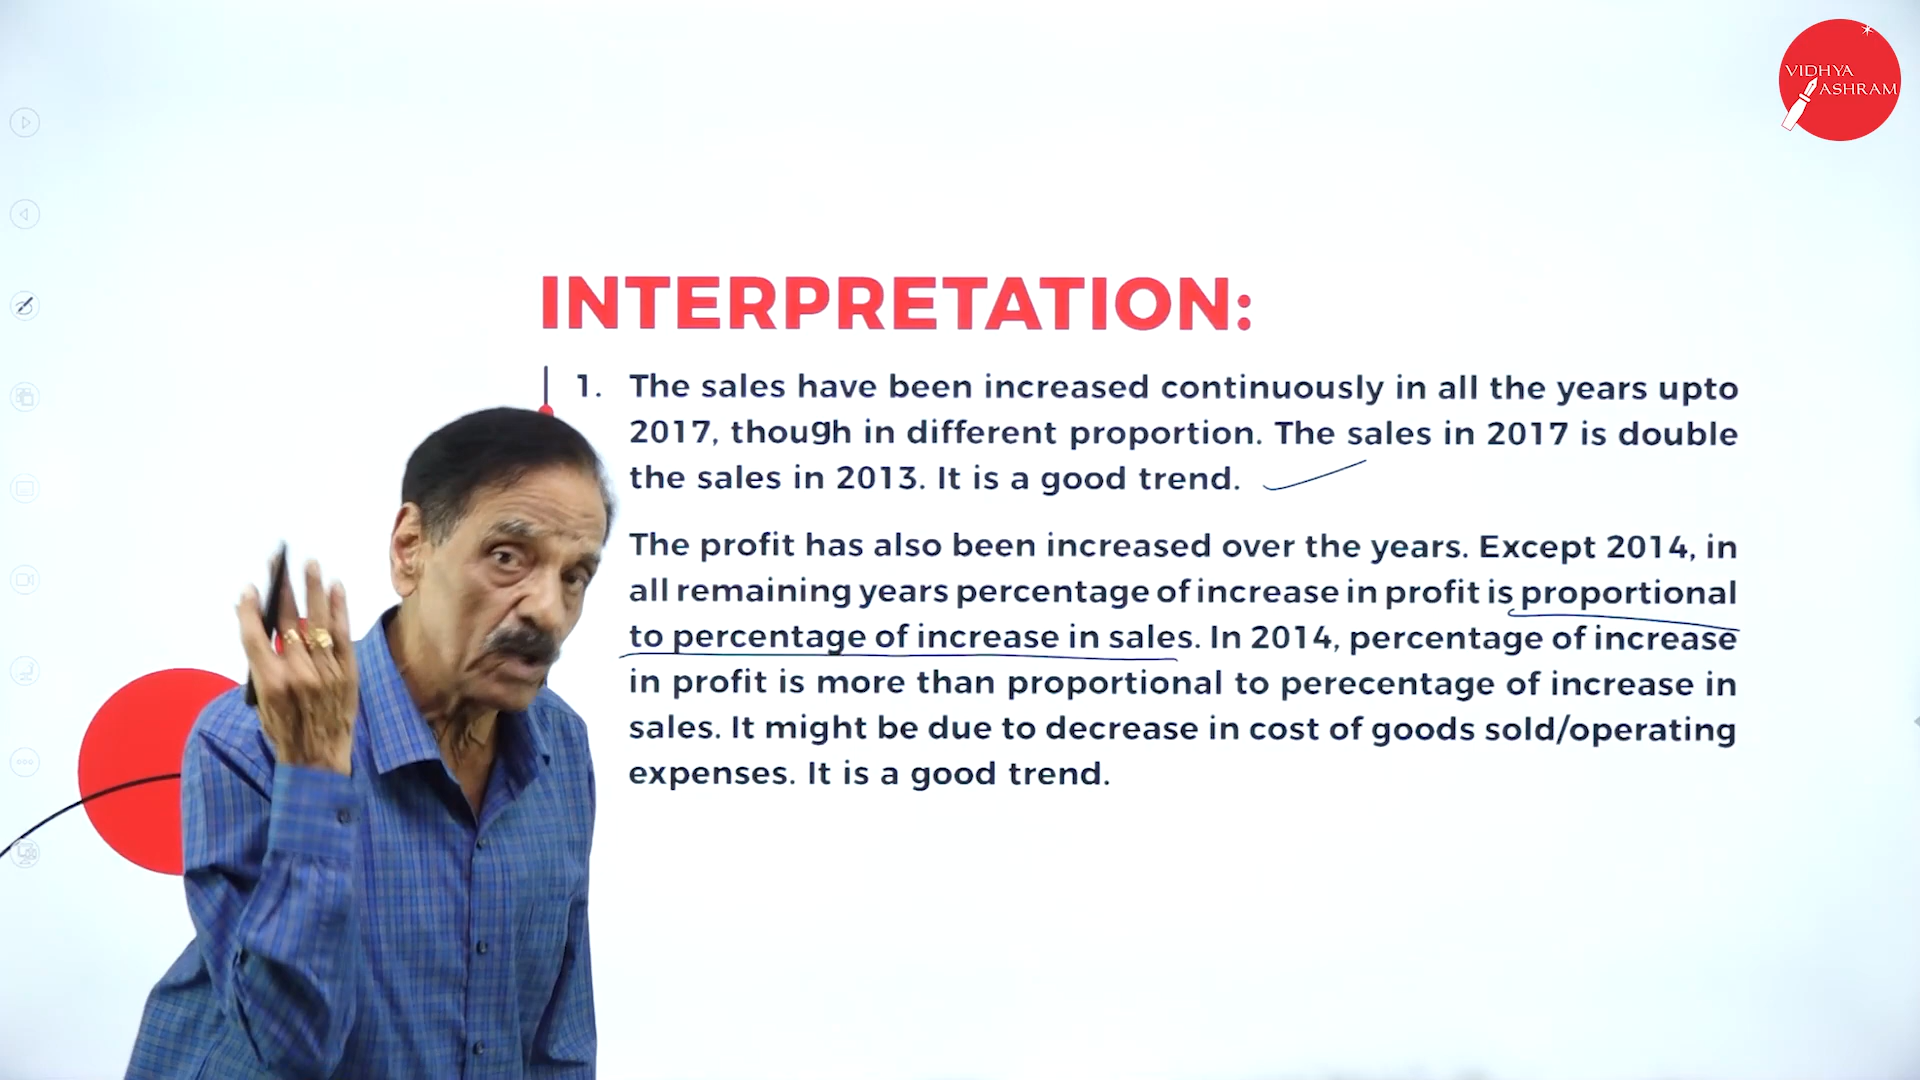 VIDHYA
ASHRAM
INTERPRETATION:
1. The sales have been increased continuously in all the years upto
2017, though in different proportion. The sales in 2017 is double
the sales in 2013. It is a good trend.
The profit has also been increased over the years. Except 2014, in
all remaining years percentage of increase in profit is proportional
to percentage of increase in sales. In 2014, percentage of increase
in profit is more than proportional to perecentage of increase in
sales. It might be due to decrease in cost of goods sold/operating
expenses. It is a good trend.